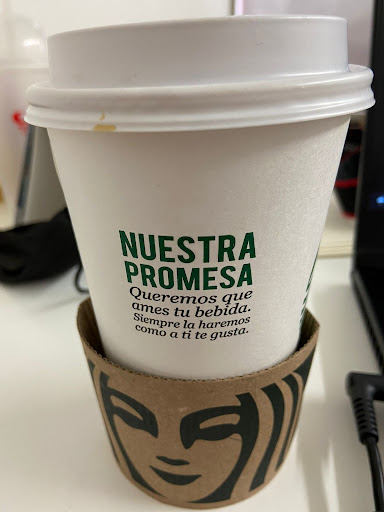 NUESTRA
PROMESA
Queremos que
ames tu bebida.
Siempre la haremos
como a ti te gusta.